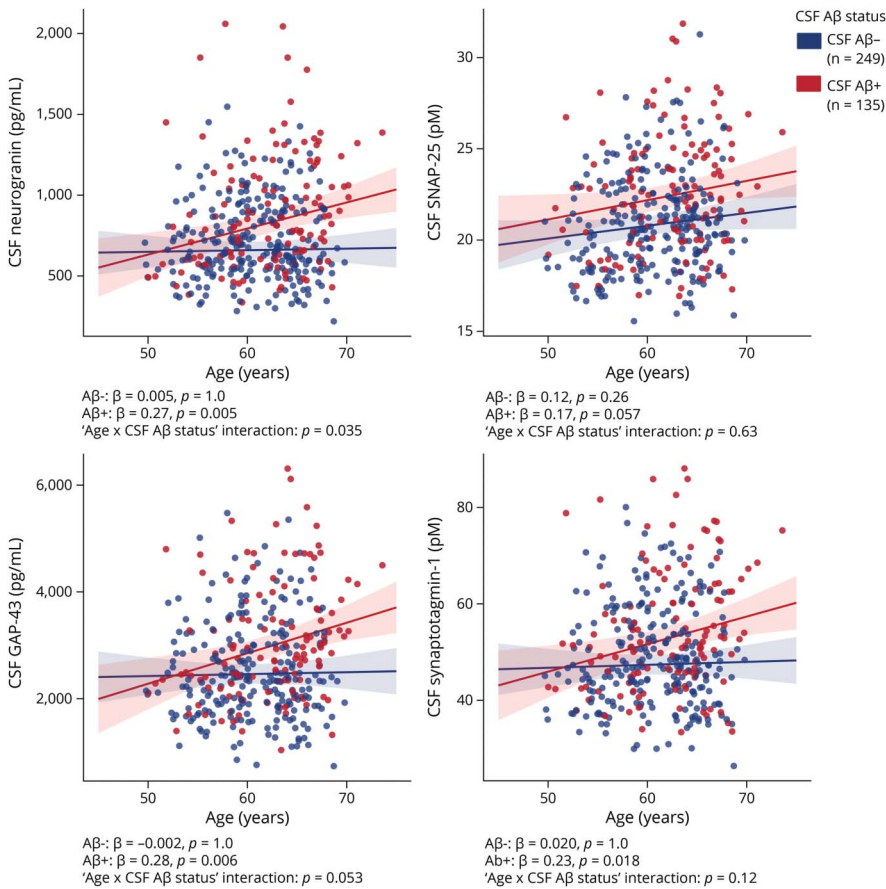 CSF Aβ status
CSF Aβ–
(n = 249)
CSF Aβ+
(n = 135)
CSF neurogranin (pg/mL)
2,000
1,500
1,000
500
50
60
70
Age (years)
Aβ-: β = 0.005, p = 1.0
Aβ+: β = 0.27, p = 0.005
‘Age x CSF Aβ status’ interaction: p = 0.035
CSF SNAP-25 (pM)
30
25
20
15
50
60
70
Age (years)
Aβ-: β = 0.12, p = 0.26
Aβ+: β = 0.17, p = 0.057
‘Age x CSF Aβ status’ interaction: p = 0.63
CSF GAP-43 (pg/mL)
6,000
4,000
2,000
50
60
70
Age (years)
Aβ-: β = –0.002, p = 1.0
Aβ+: β = 0.28, p = 0.006
‘Age x CSF Aβ status’ interaction: p = 0.053
CSF synaptotagmin-1 (pM)
80
60
40
50
60
70
Age (years)
Aβ-: β = 0.020, p = 1.0
Ab+: β = 0.23, p = 0.018
‘Age x CSF Aβ status’ interaction: p = 0.12